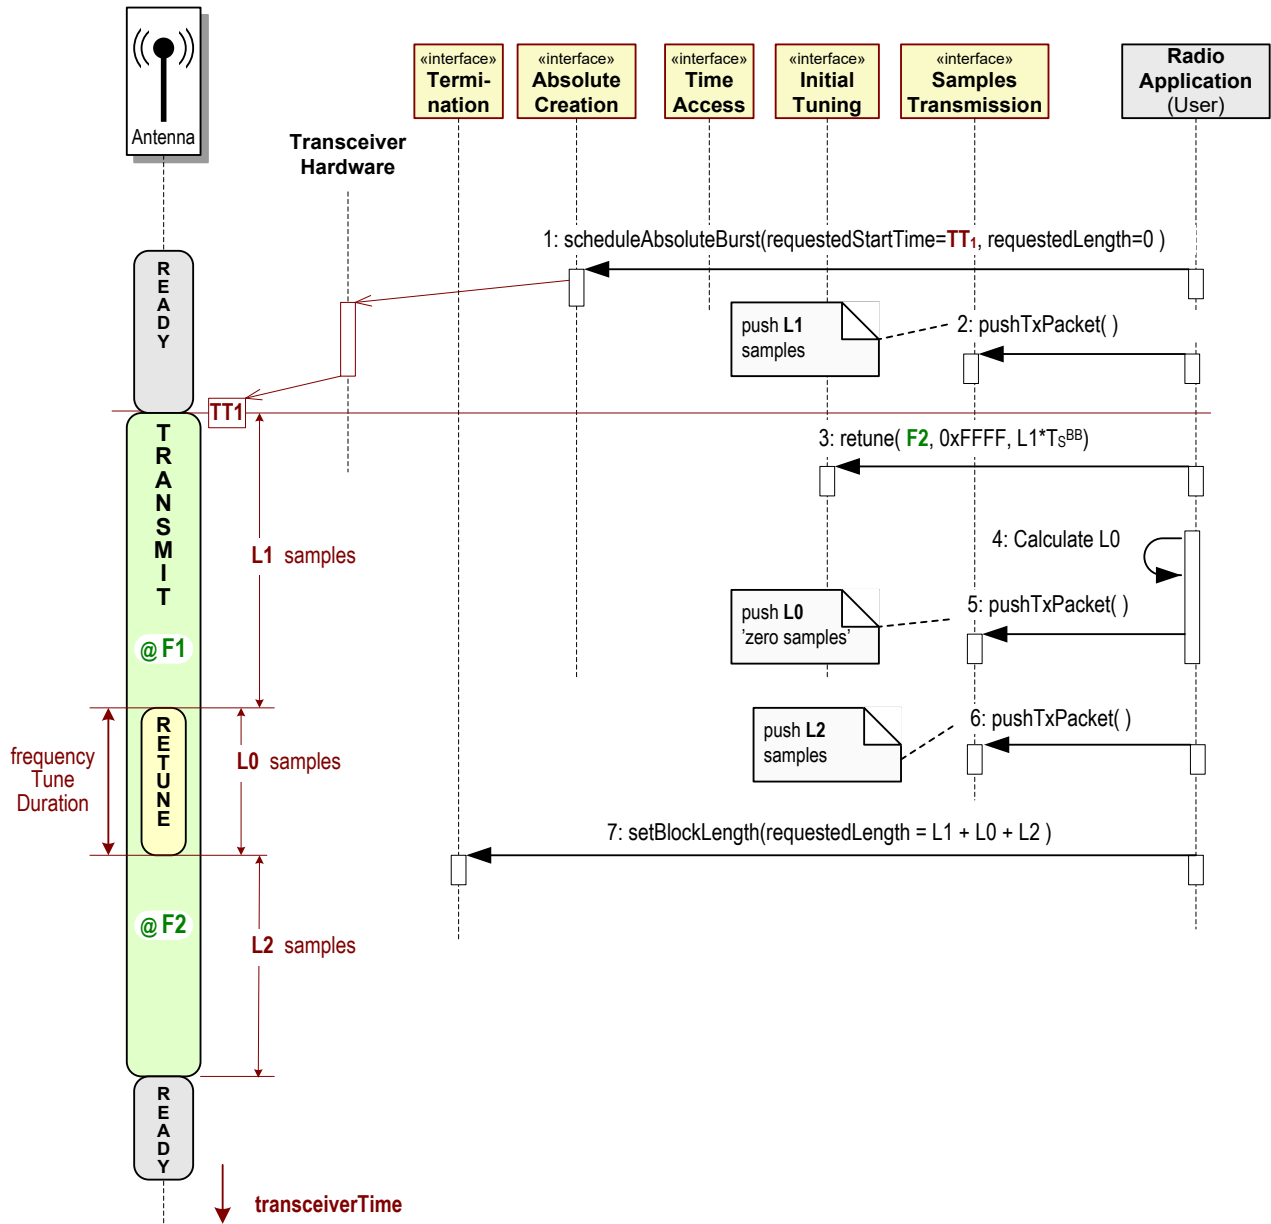 Antenna
Transceiver
Hardware
«interface»
Termi-
nation
«interface»
Absolute
Creation
«interface»
Time
Access
«interface»
Initial
Tuning
«interface»
Samples
Transmission
Radio
Application
(User)
1: scheduleAbsoluteBurst(requestedStartTime=TT1, requestedLength=0 )
READY
push L1
samples
2: pushTxPacket( )
TT1
TRANSMIT
3: retune( F2, 0xFFFF, L1*TSBB)
L1 samples
4: Calculate L0
push L0
'zero samples'
5: pushTxPacket( )
@ F1
RETUNE
frequency
Tune
Duration
L0 samples
push L2
samples
6: pushTxPacket( )
7: setBlockLength(requestedLength = L1 + L0 + L2 )
@ F2
L2 samples
READY
transceiverTime